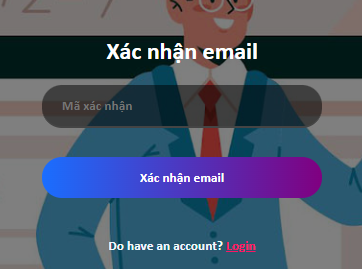 Xác nhận email
Mã xác nhận
Xác nhận email
Do have an account? Login